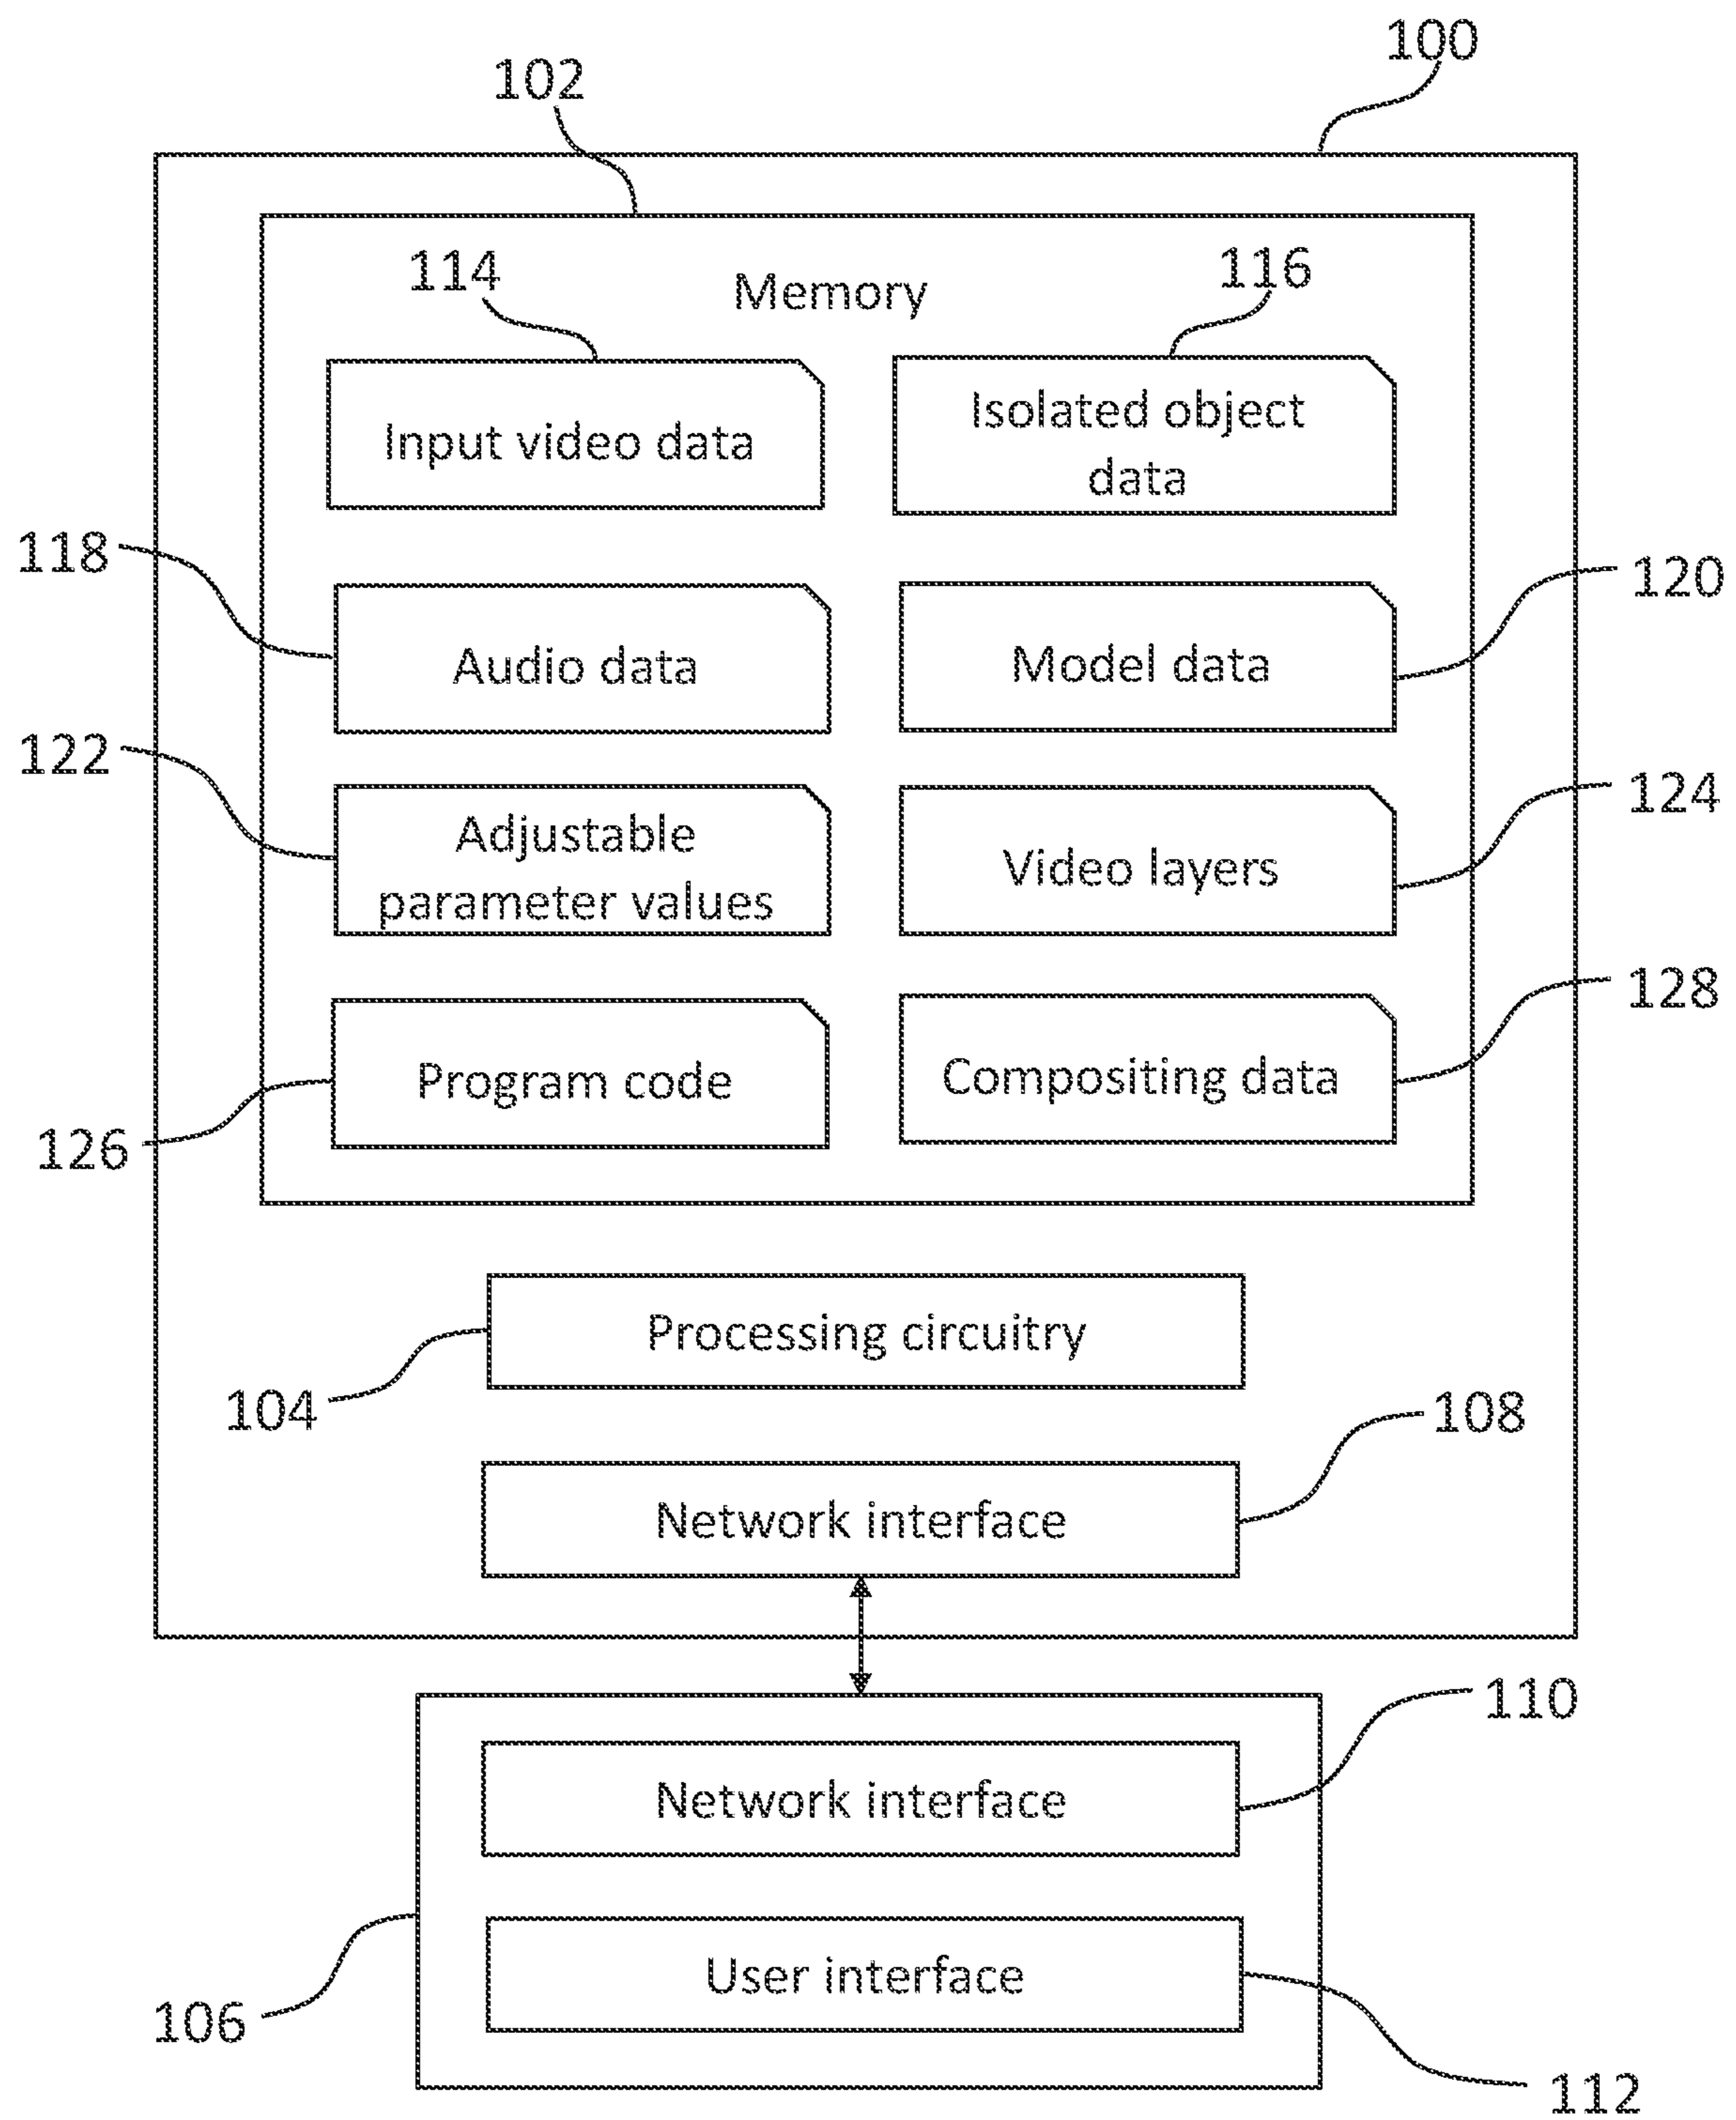 100
102
114
Memory
116
Input video data
Isolated object
data
118
Audio data
Model data
120
122
Adjustable
parameter values
Video layers
124
126
Program code
Compositing data
128
Processing circuitry
104
108
Network interface
110
Network interface
106
User interface
112